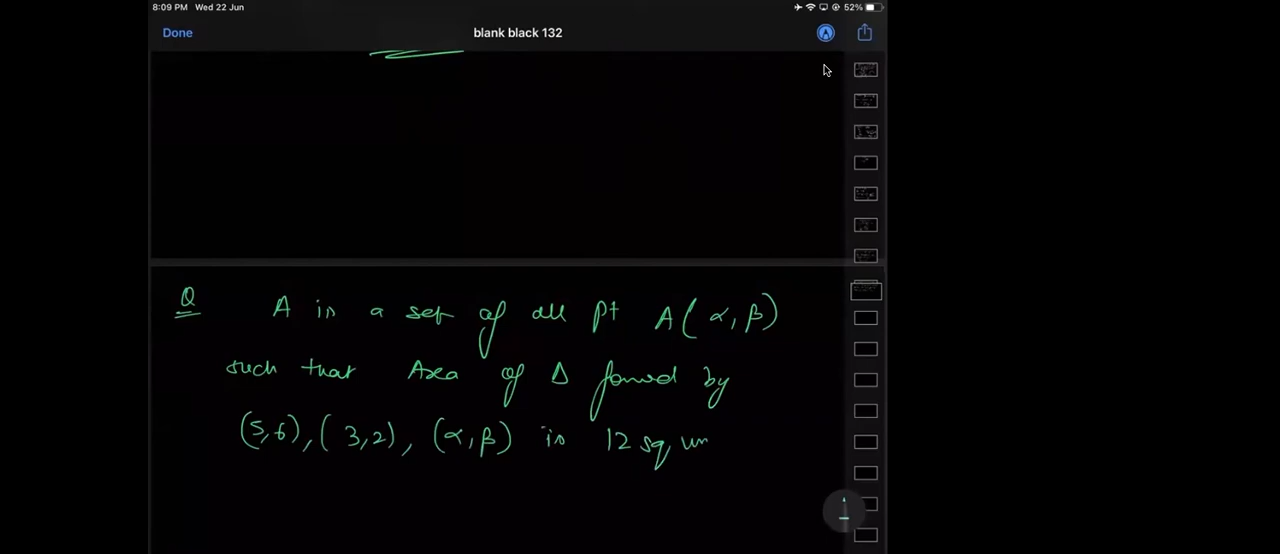 8:09 PM Wed 22 Jun
52%
Done
blank black 132
Q A is a set of all pt A(α,β)
such that Area of Δ formed by
(5,6),(3,2),(α,β) is 12 sq un